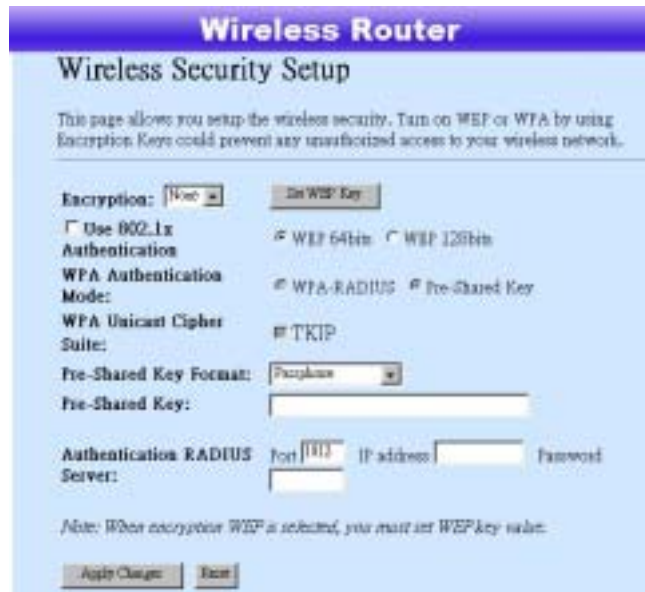 Wireless Router
Wireless Security Setup
This page allows you setup the wireless security. Turn on WEP or WPA by using
Encryption Keys could prevent any unauthorized access to your wireless network.
Encryption: None Set WEP Key
Use 802.1x
Authentication
WEP 64bits WEP 128bits
WPA Authentication
Mode:
WPA-RADIUS Pre-Shared Key
WPA Unicast Cipher
Suite:
TKIP
Pre-Shared Key Format: Passphrase
Pre-Shared Key:
Authentication RADIUS
Server:
Port 1812 IP address Password
Note: When encryption WEP is selected, you must set WEP key value.
Apply Changes Reset